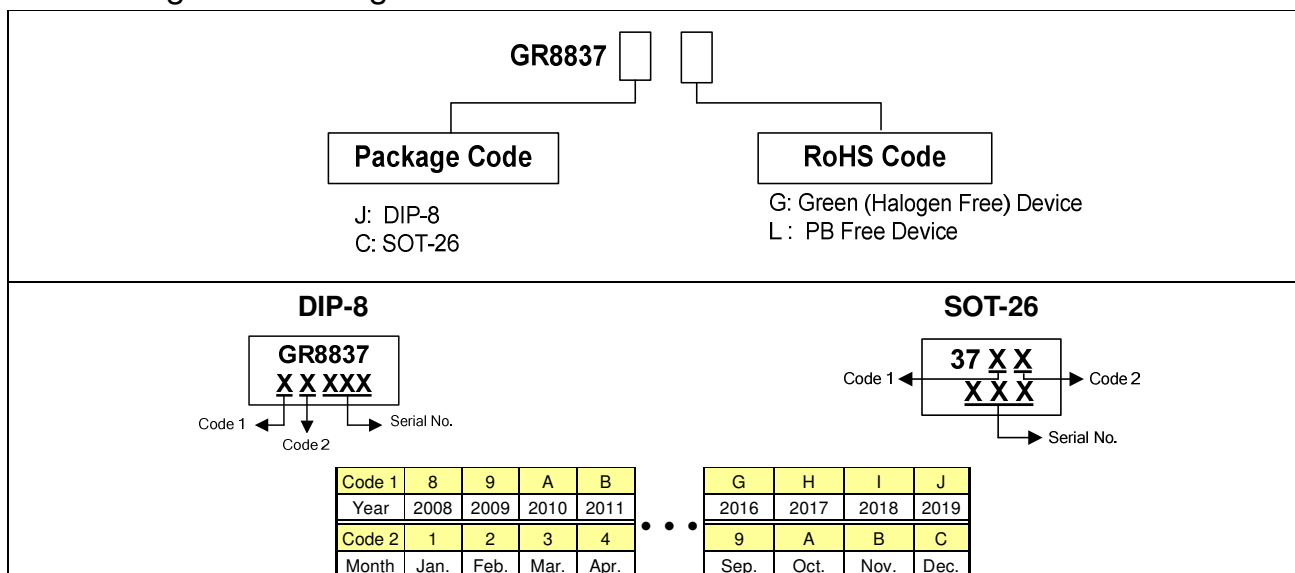 GR8837
Package Code
RoHS Code
J: DIP-8
C: SOT-26
G: Green (Halogen Free) Device
L : PB Free Device
DIP-8
SOT-26
GR8837
X X XXX
Code 1
Code 2
Serial No.
37 X X
X X X
Code 1
Code 2
Serial No.
Code 1 8 9 A B G H I J
Year 2008 2009 2010 2011 • • • 2016 2017 2018 2019
Code 2 1 2 3 4 9 A B C
Month Jan. Feb. Mar. Apr. Sep. Oct. Nov. Dec.